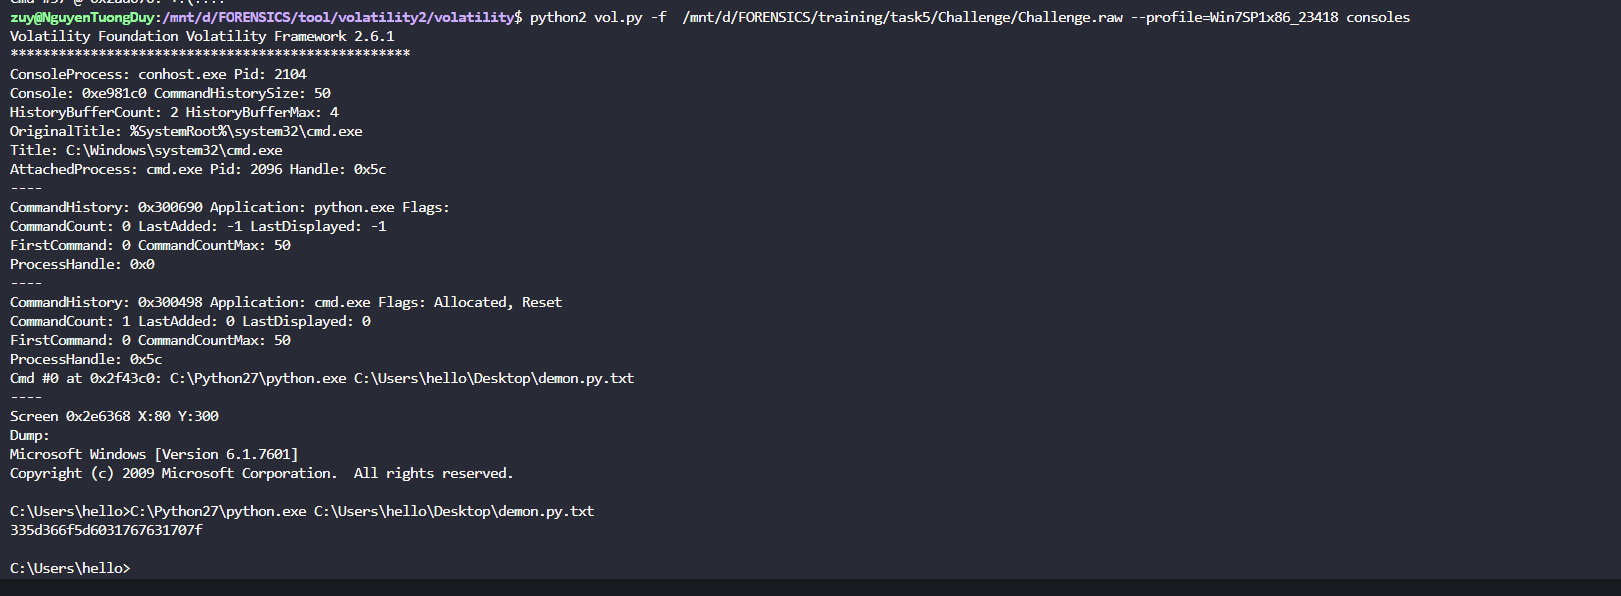 zuy@NguyenTuongDuy:/mnt/d/FORENSICS/tool/volatility2/volatility$ python2 vol.py -f  /mnt/d/FORENSICS/training/task5/Challenge/Challenge.raw --profile=Win7SP1x86_23418 consoles
Volatility Foundation Volatility Framework 2.6.1
**************************************************
ConsoleProcess: conhost.exe Pid: 2104
Console: 0xe981c0 CommandHistorySize: 50
HistoryBufferCount: 2 HistoryBufferMax: 4
OriginalTitle: %SystemRoot%\system32\cmd.exe
Title: C:\Windows\system32\cmd.exe
AttachedProcess: cmd.exe Pid: 2096 Handle: 0x5c
----
CommandHistory: 0x300690 Application: python.exe Flags:
CommandCount: 0 LastAdded: -1 LastDisplayed: -1
FirstCommand: 0 CommandCountMax: 50
ProcessHandle: 0x0
----
CommandHistory: 0x300498 Application: cmd.exe Flags: Allocated, Reset
CommandCount: 1 LastAdded: 0 LastDisplayed: 0
FirstCommand: 0 CommandCountMax: 50
ProcessHandle: 0x5c
Cmd #0 at 0x2f43c0: C:\Python27\python.exe C:\Users\hello\Desktop\demon.py.txt
----
Screen 0x2e6368 X:80 Y:300
Dump:
Microsoft Windows [Version 6.1.7601]
Copyright (c) 2009 Microsoft Corporation.  All rights reserved.
C:\Users\hello>C:\Python27\python.exe C:\Users\hello\Desktop\demon.py.txt
335d366f5d6031767631707f
C:\Users\hello>